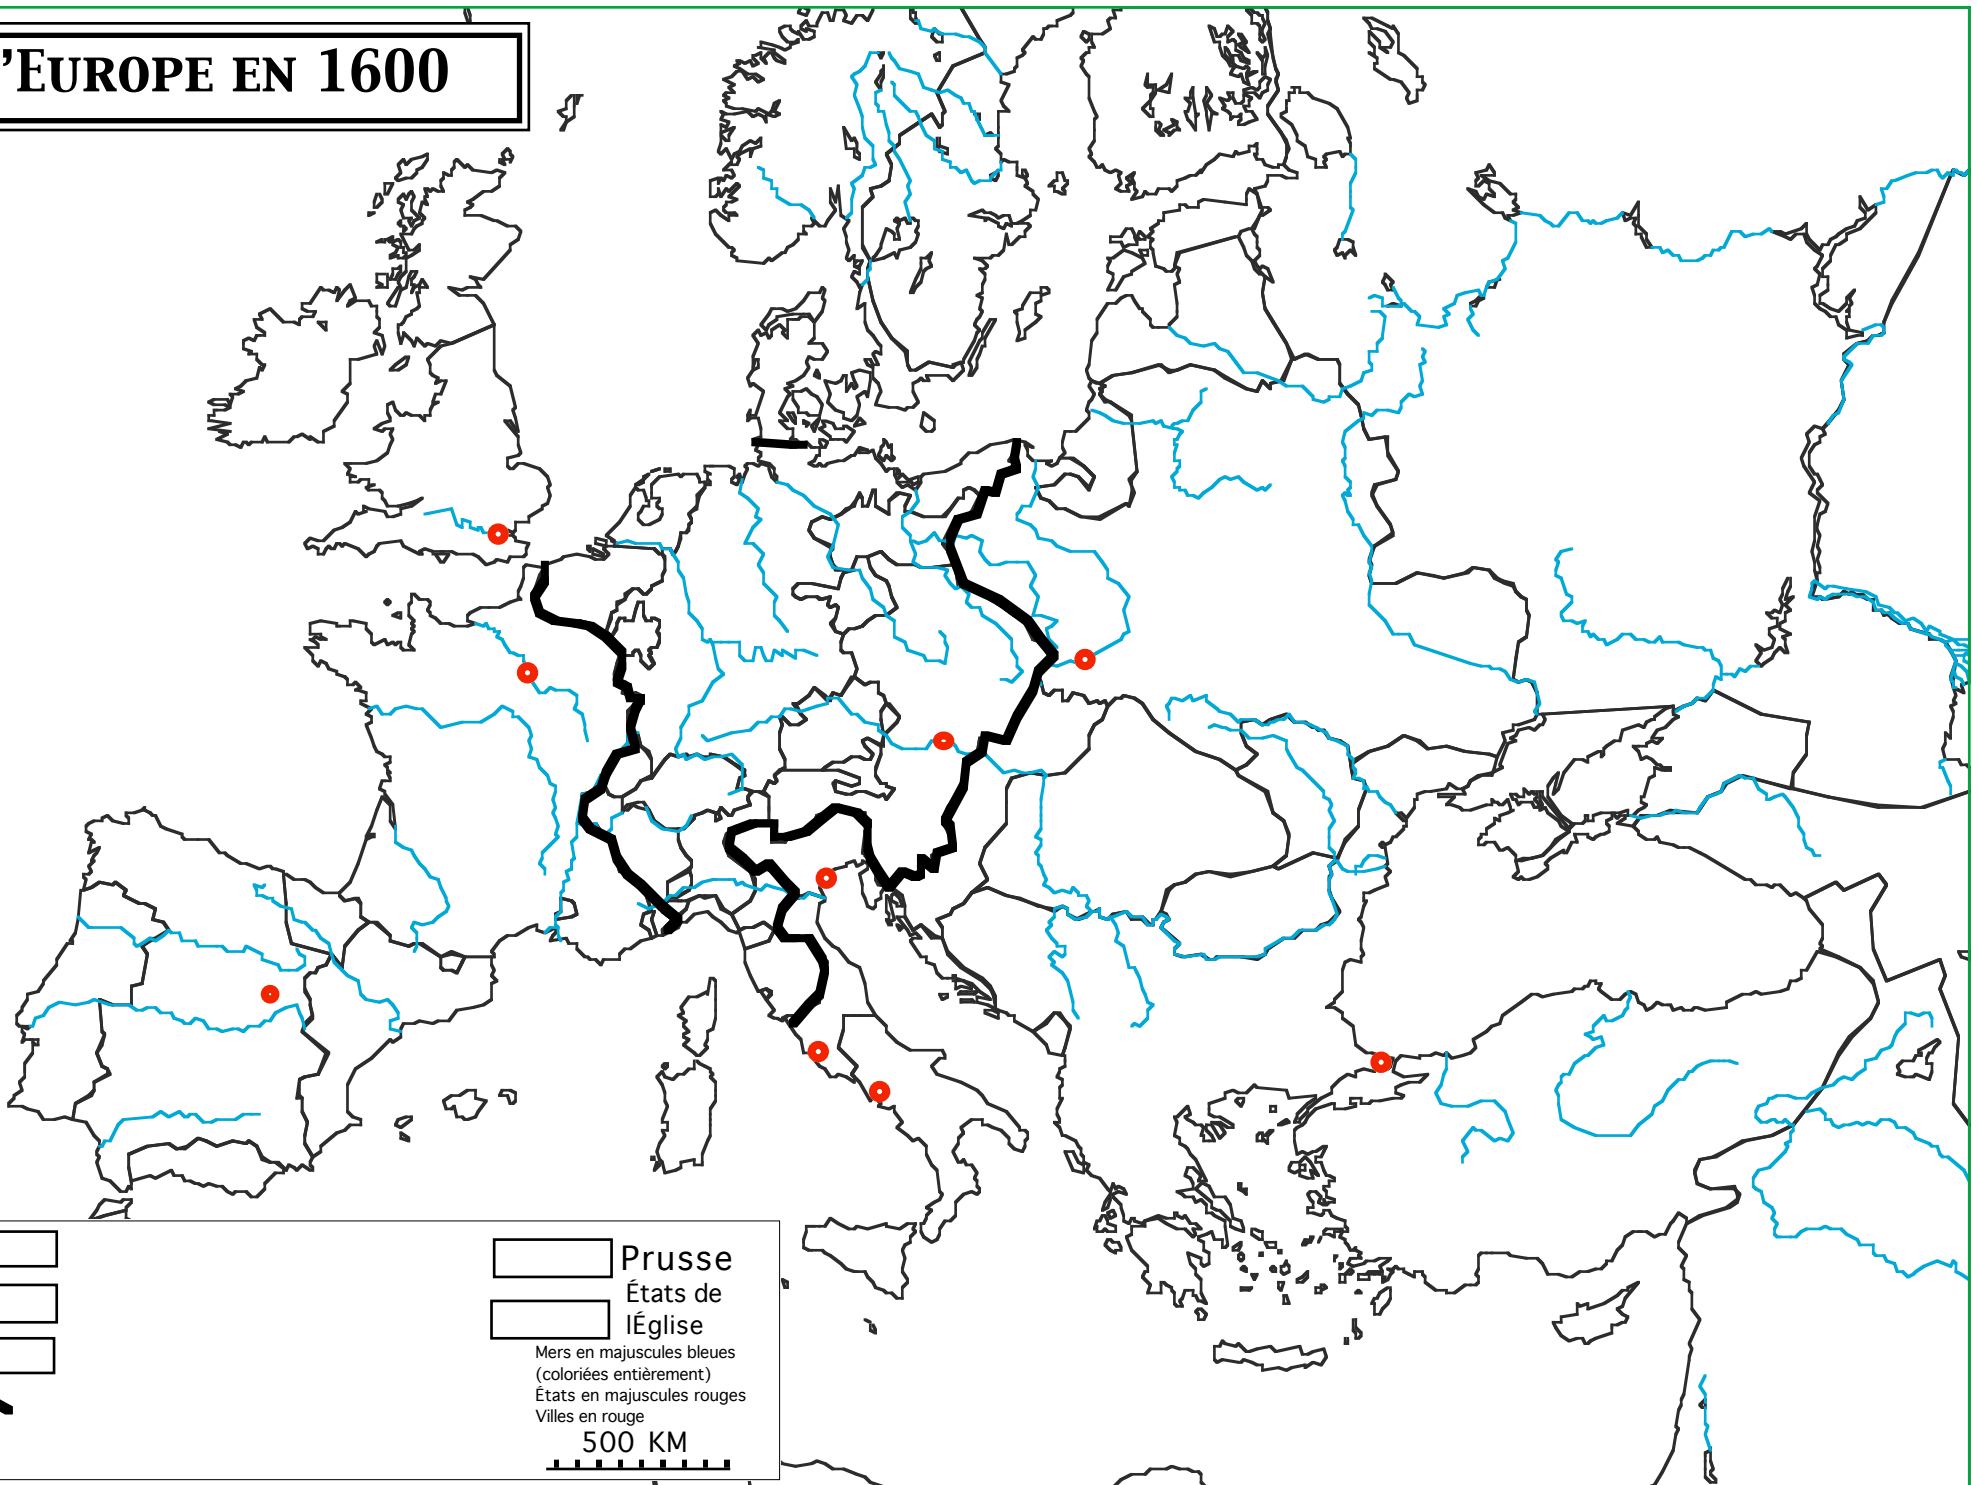 'EUROPE EN 1600
Prusse
États de
lÉglise
Mers en majuscules bleues
(coloriées entièrement)
États en majuscules rouges
Villes en rouge
500 KM